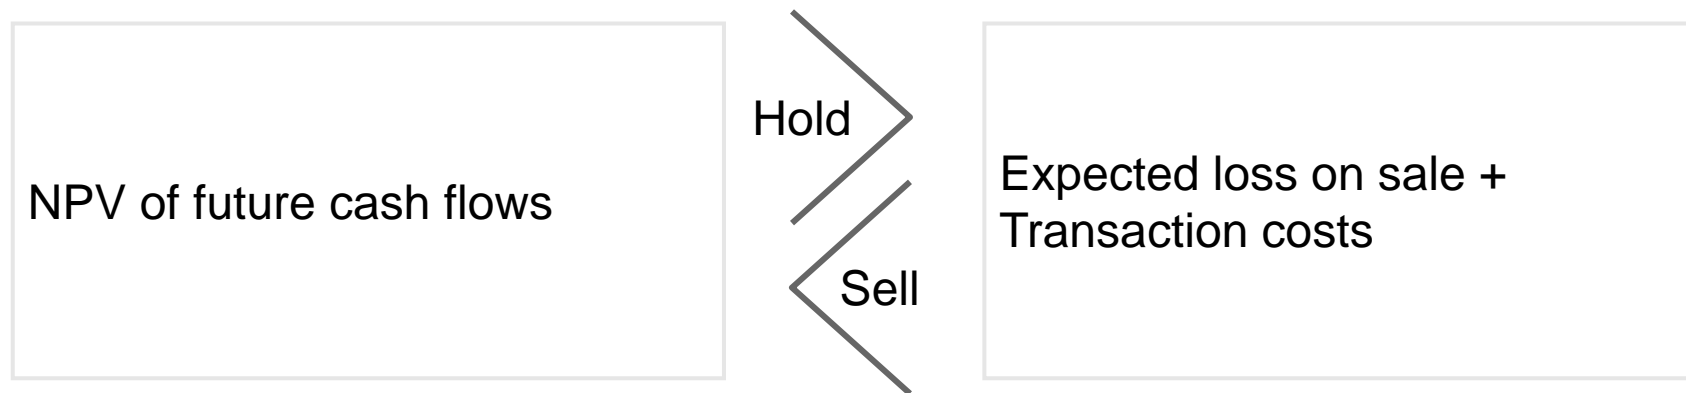 NPV of future cash flows
Hold
Sell
Expected loss on sale +
Transaction costs